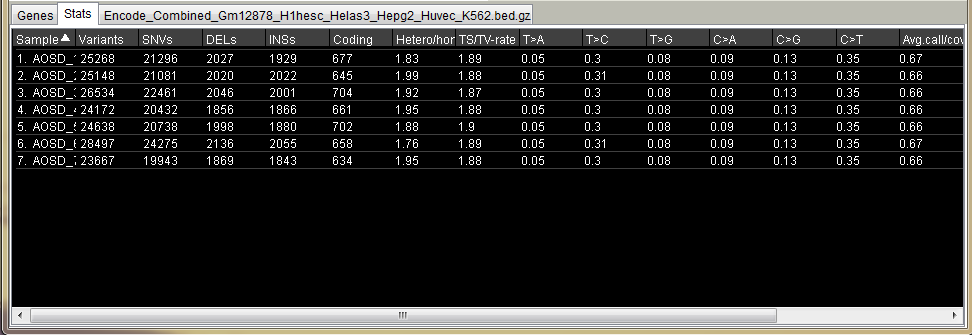 Genes Stats Encode_Combined_Gm12878_H1hesc_Helas3_Hepg2_Huvec_K562.bed.gz
Sample Variants SNVs DELs INSs Coding Hetero/hor TS/TV-rate T>A T>C T>G C>A C>G C>T Avg.call/cov
1. AOSD_ 25268 21296 2027 1929 677 1.83 1.89 0.05 0.3 0.08 0.09 0.13 0.35 0.67
2. AOSD_ 25148 21081 2020 2022 645 1.99 1.88 0.05 0.31 0.08 0.09 0.13 0.35 0.66
3. AOSD_ 26534 22461 2046 2001 704 1.92 1.87 0.05 0.3 0.08 0.09 0.13 0.35 0.66
4. AOSD_ 24172 20432 1856 1866 661 1.95 1.88 0.05 0.3 0.08 0.09 0.13 0.35 0.66
5. AOSD_ 24638 20738 1998 1880 702 1.88 1.9 0.05 0.3 0.08 0.09 0.13 0.35 0.66
6. AOSD_ 28497 24275 2136 2055 658 1.76 1.89 0.05 0.31 0.08 0.09 0.13 0.35 0.67
7. AOSD_ 23667 19943 1869 1843 634 1.95 1.88 0.05 0.3 0.08 0.09 0.13 0.35 0.66